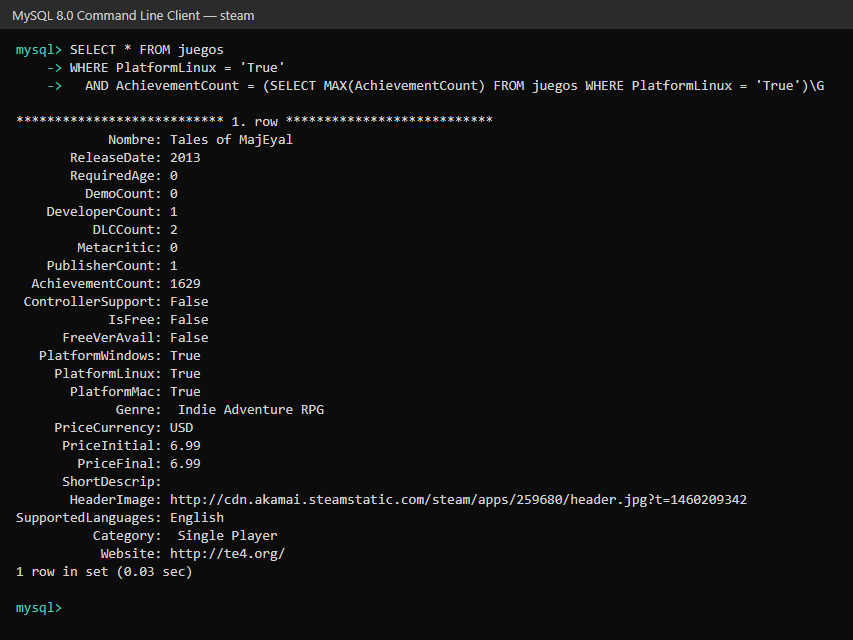 MySQL 8.0 Command Line Client — steam
mysql> SELECT * FROM juegos
    -> WHERE PlatformLinux = 'True'
    ->   AND AchievementCount = (SELECT MAX(AchievementCount) FROM juegos WHERE PlatformLinux = 'True')\G
*************************** 1. row ***************************
            Nombre: Tales of MajEyal
       ReleaseDate: 2013
       RequiredAge: 0
         DemoCount: 0
    DeveloperCount: 1
          DLCCount: 2
        Metacritic: 0
    PublisherCount: 1
  AchievementCount: 1629
 ControllerSupport: False
            IsFree: False
      FreeVerAvail: False
   PlatformWindows: True
     PlatformLinux: True
       PlatformMac: True
             Genre:  Indie Adventure RPG
     PriceCurrency: USD
      PriceInitial: 6.99
        PriceFinal: 6.99
      ShortDescrip:
       HeaderImage: http://cdn.akamai.steamstatic.com/steam/apps/259680/header.jpg?t=1460209342
SupportedLanguages: English
          Category:  Single Player
           Website: http://te4.org/
1 row in set (0.03 sec)
mysql>